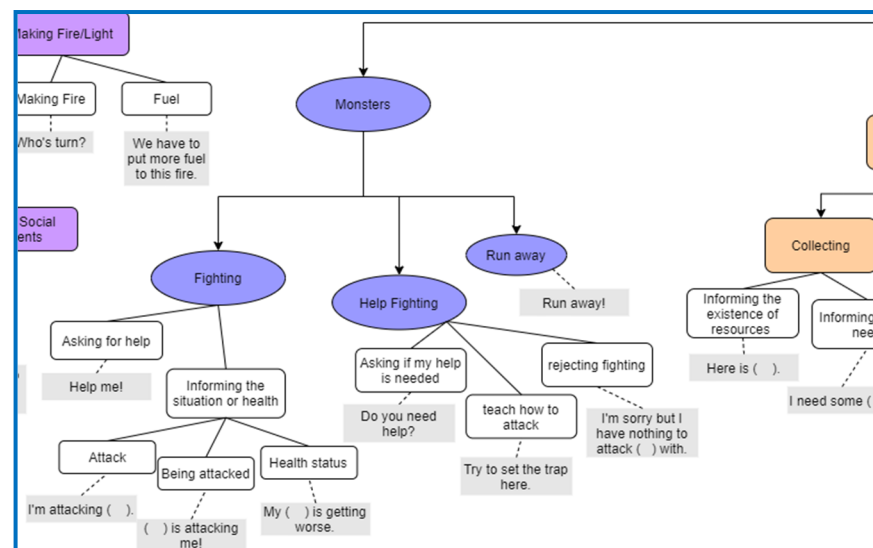 aking Fire/Light
Making Fire
Fuel
Who's turn?
We have to
put more fuel
to this fire.
Social
ents
Monsters
Fighting
Help Fighting
Run away
Run away!
Asking for help
Help me!
Informing the
situation or health
Attack
Being attacked
Health status
I'm attacking (    ).
(    ) is attacking
me!
My (    ) is getting
worse.
Asking if my help
is needed
Do you need
help?
teach how to
attack
Try to set the trap
here.
rejecting fighting
I'm sorry but I
have nothing to
attack (    ) with.
Collecting
Informing the
existence of
resources
Here is (    ).
Informing
nee
I need some (